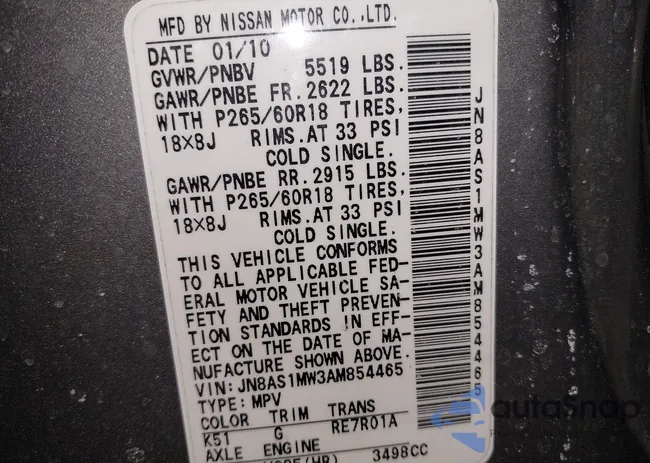 MFD BY NISSAN MOTOR CO.,LTD.
DATE 01/10
GVWR/PNBV 5519 LBS.
GAWR/PNBE FR. 2622 LBS.
WITH P265/60R18 TIRES,
18×8J RIMS. AT 33 PSI
COLD SINGLE.
GAWR/PNBE RR. 2915 LBS.
WITH P265/60R18 TIRES,
18×8J RIMS. AT 33 PSI
COLD SINGLE.
THIS VEHICLE CONFORMS
TO ALL APPLICABLE FED-
ERAL MOTOR VEHICLE SA-
FETY AND THEFT PREVEN-
TION STANDARDS IN EFF-
ECT ON THE DATE OF MA-
NUFACTURE SHOWN ABOVE.
VIN: JN8AS1MW3AM854465
TYPE: MPV
COLOR TRIM TRANS
K51 G RE7R01A
AXLE ENGINE
3498CC
JN8AS1MW3AM854465
autoSnap